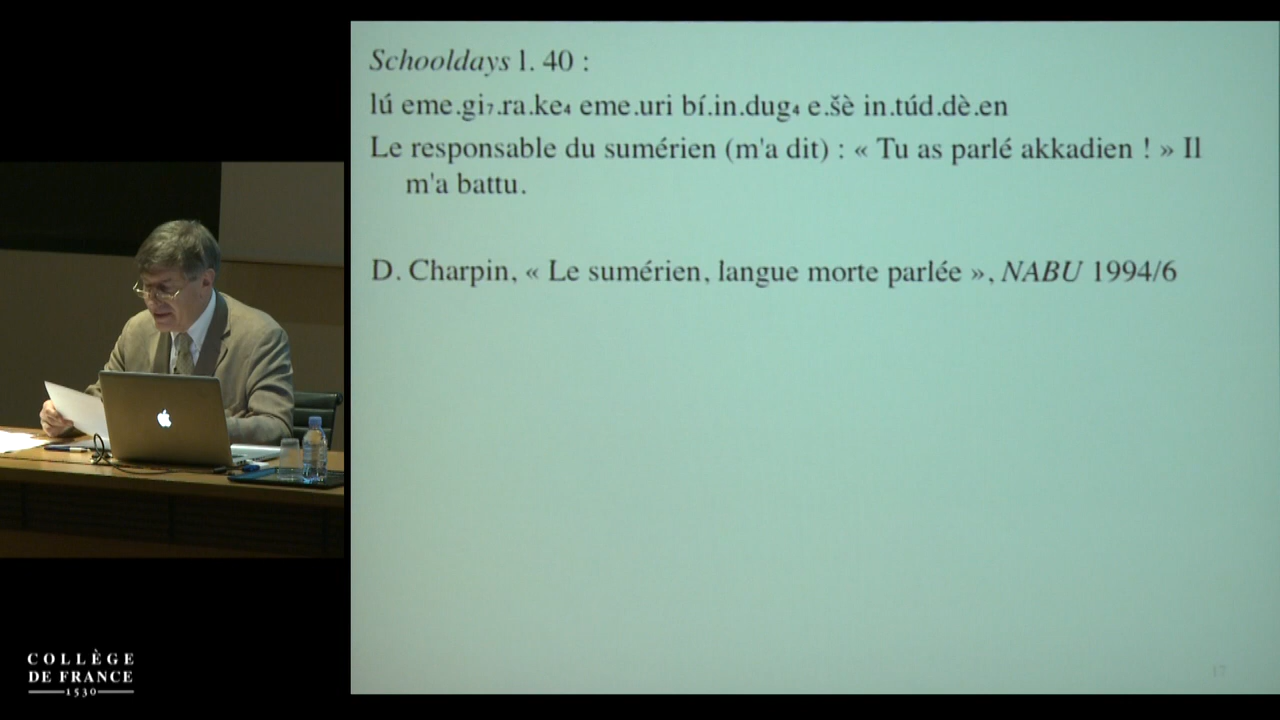 Schooldays l. 40 :
lú eme.gi₇.ra.ke₄ eme.uri bí.in.dug₄ e.šè in.túd.dè.en
Le responsable du sumérien (m'a dit) : « Tu as parlé akkadien ! » Il
m'a battu.
D. Charpin, « Le sumérien, langue morte parlée », NABU 1994/6
17
COLLÈGE
DE FRANCE
1530